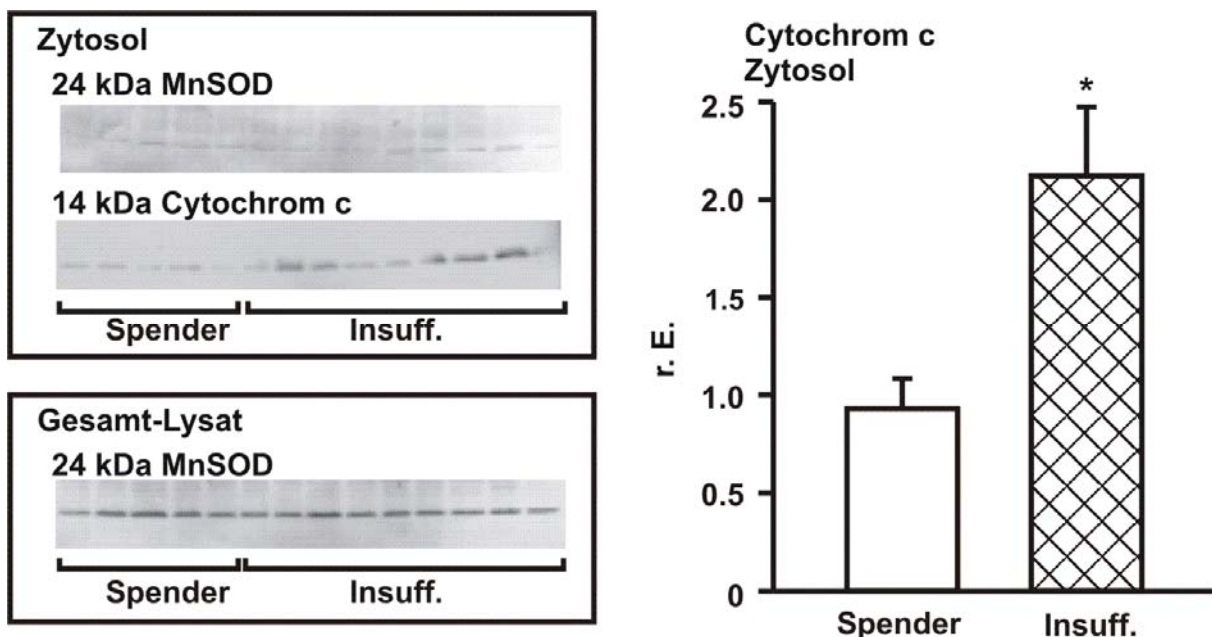 Zytosol
24 kDa MnSOD
14 kDa Cytochrom c
Spender Insuff.
Gesamt-Lysat
24 kDa MnSOD
Spender Insuff.
Cytochrom c
Zytosol
*
2.5
2.0
1.5
1.0
0.5
0
r. E.
Spender Insuff.